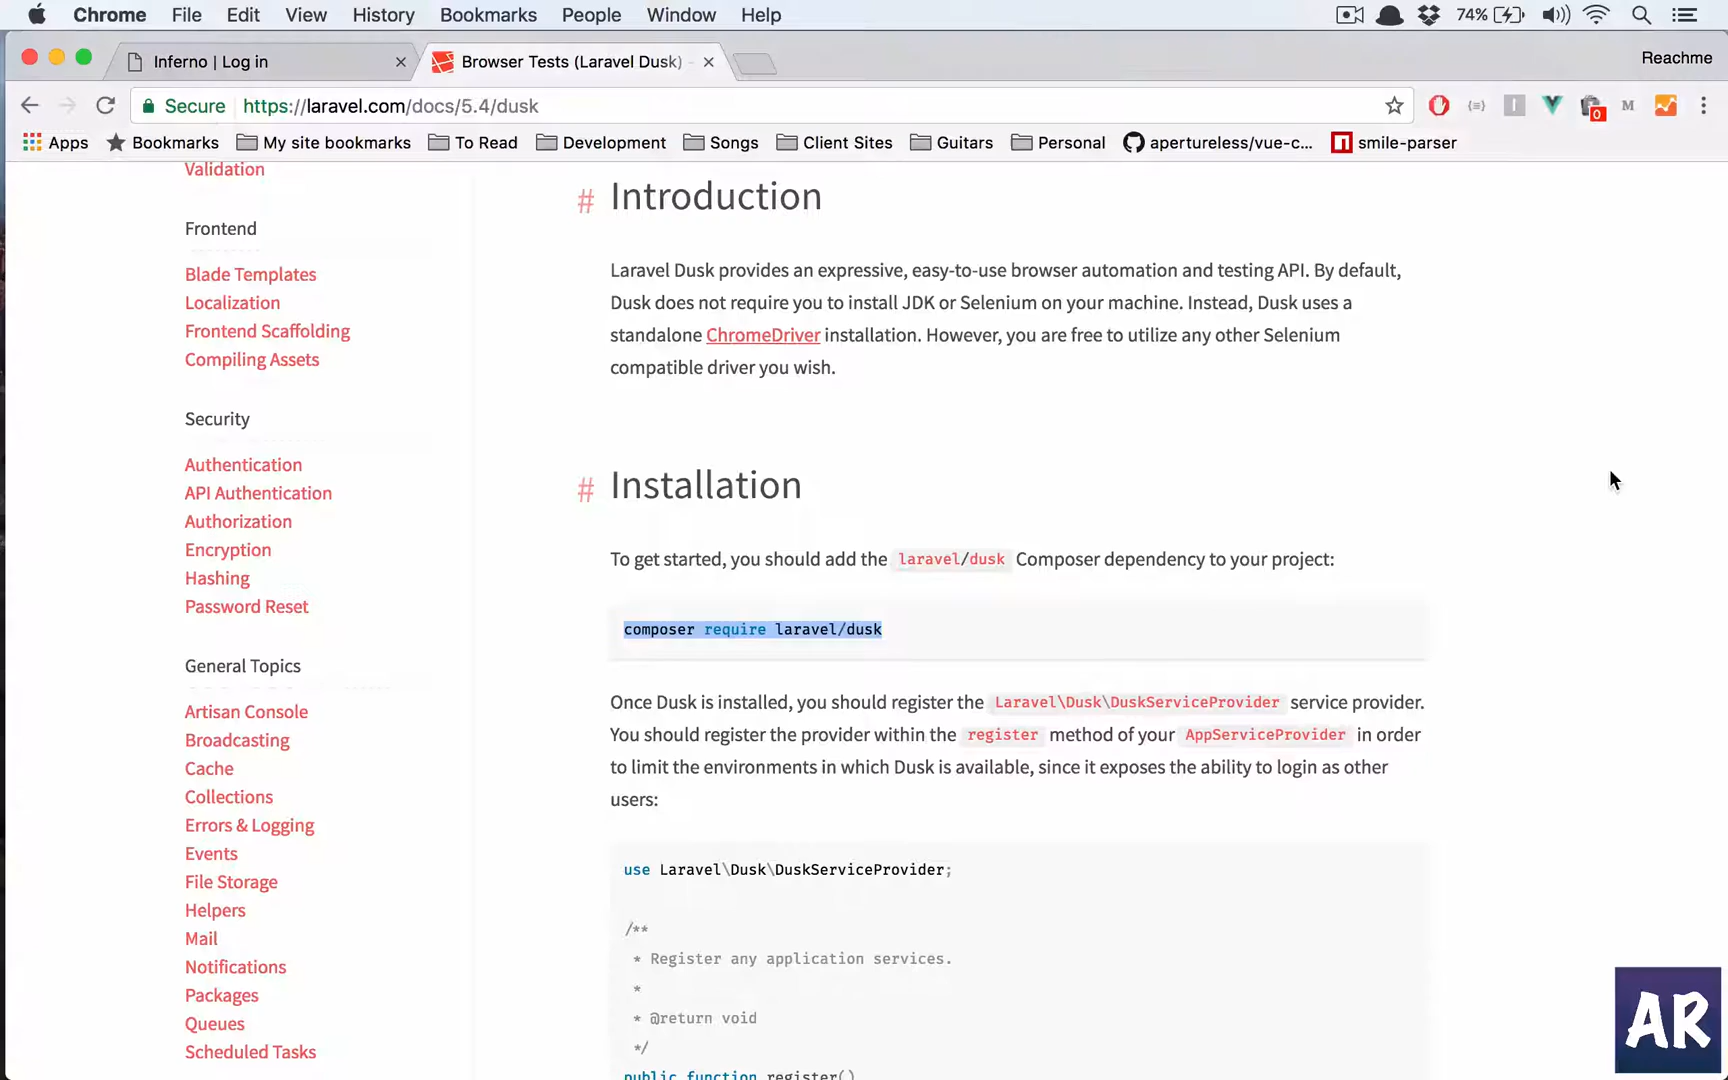 Chrome File Edit View History Bookmarks People Window Help 74%
Inferno | Log in Browser Tests (Laravel Dusk) - Reachme
Secure https://laravel.com/docs/5.4/dusk
0 M
Apps Bookmarks My site bookmarks To Read Development Songs Client Sites Guitars Personal apertureless/vue-c... smile-parser
Validation
Frontend
Blade Templates
Localization
Frontend Scaffolding
Compiling Assets
Security
Authentication
API Authentication
Authorization
Encryption
Hashing
Password Reset
General Topics
Artisan Console
Broadcasting
Cache
Collections
Errors & Logging
Events
File Storage
Helpers
Mail
Notifications
Packages
Queues
Scheduled Tasks
# Introduction
Laravel Dusk provides an expressive, easy-to-use browser automation and testing API. By default,
Dusk does not require you to install JDK or Selenium on your machine. Instead, Dusk uses a
standalone ChromeDriver installation. However, you are free to utilize any other Selenium
compatible driver you wish.
# Installation
To get started, you should add the laravel/dusk Composer dependency to your project:
composer require laravel/dusk
Once Dusk is installed, you should register the Laravel\Dusk\DuskServiceProvider service provider.
You should register the provider within the register method of your AppServiceProvider in order
to limit the environments in which Dusk is available, since it exposes the ability to login as other
users:
use Laravel\Dusk\DuskServiceProvider;
/**
* Register any application services.
*
* @return void
*/
public function register()
AR